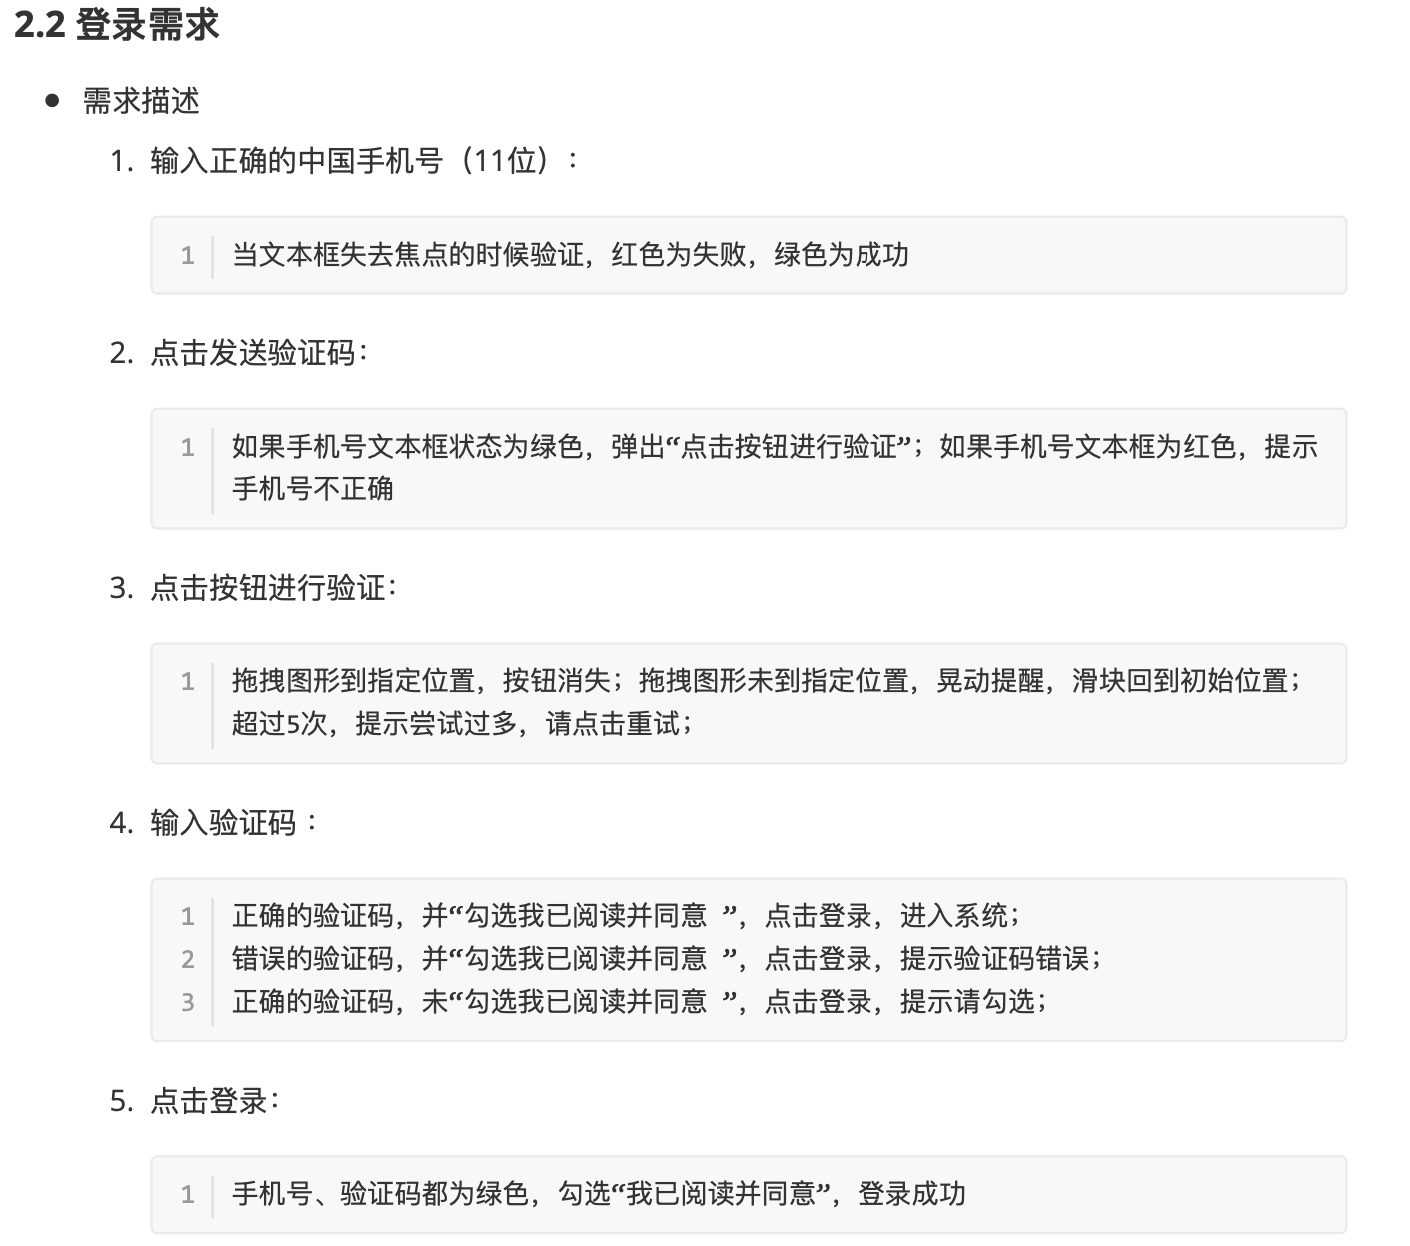 2.2 登录需求
● 需求描述
1. 输入正确的中国手机号（11位）：
1 当文本框失去焦点的时候验证，红色为失败，绿色为成功
2. 点击发送验证码：
1 如果手机号文本框状态为绿色，弹出“点击按钮进行验证”；如果手机号文本框为红色，提示
手机号不正确
3. 点击按钮进行验证：
1 拖拽图形到指定位置，按钮消失；拖拽图形未到指定位置，晃动提醒，滑块回到初始位置；
超过5次，提示尝试过多，请点击重试；
4. 输入验证码 ：
1 正确的验证码，并“勾选我已阅读并同意 ”，点击登录，进入系统；
2 错误的验证码，并“勾选我已阅读并同意 ”，点击登录，提示验证码错误；
3 正确的验证码，未“勾选我已阅读并同意 ”，点击登录，提示请勾选；
5. 点击登录：
1 手机号、验证码都为绿色，勾选“我已阅读并同意”，登录成功